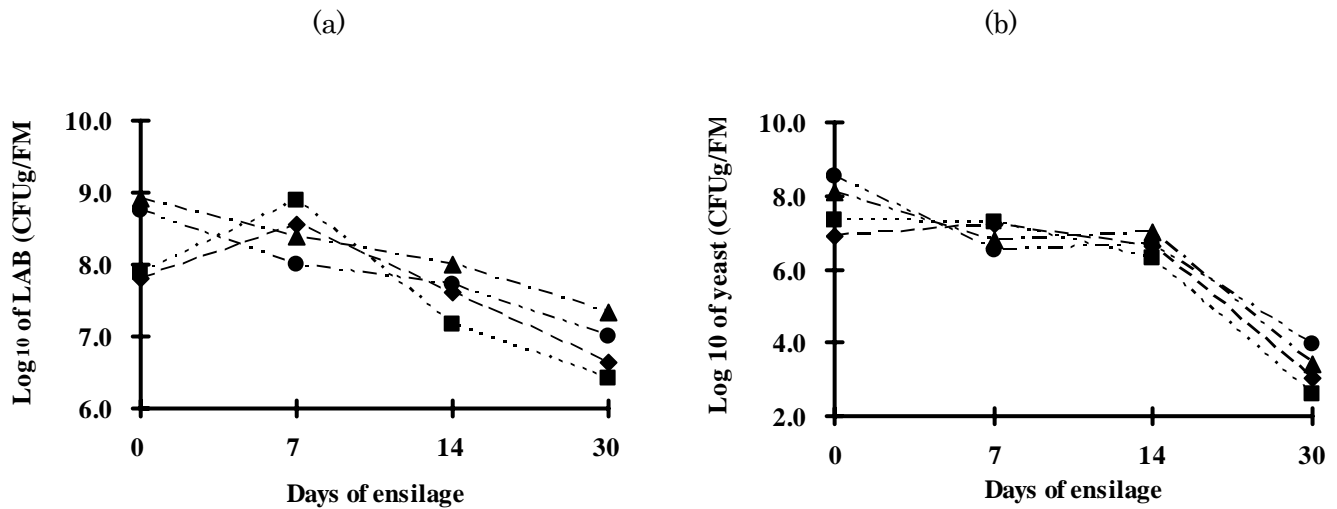 (a)
(b)
Log10 of LAB (CFUg/FM
10.0
9.0
8.0
7.0
6.0
0 7 14 30
Days of ensilage
Log 10 of yeast (CFUg/FM
10.0
8.0
6.0
4.0
2.0
0 7 14 30
Days of ensilage